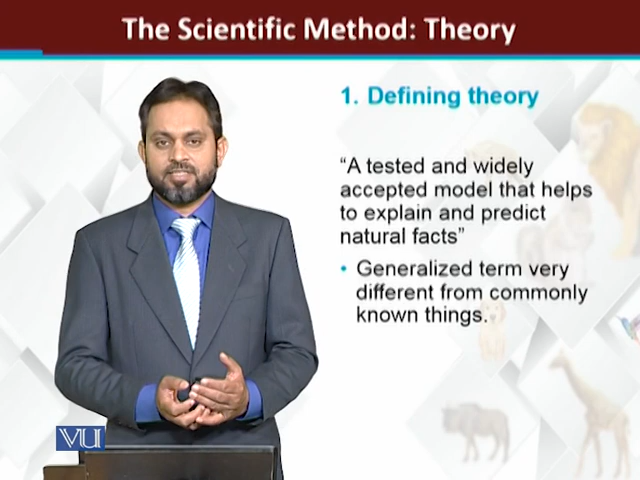 The Scientific Method: Theory
1. Defining theory
“A tested and widely
accepted model that helps
to explain and predict
natural facts”
• Generalized term very
different from commonly
known things.
VU